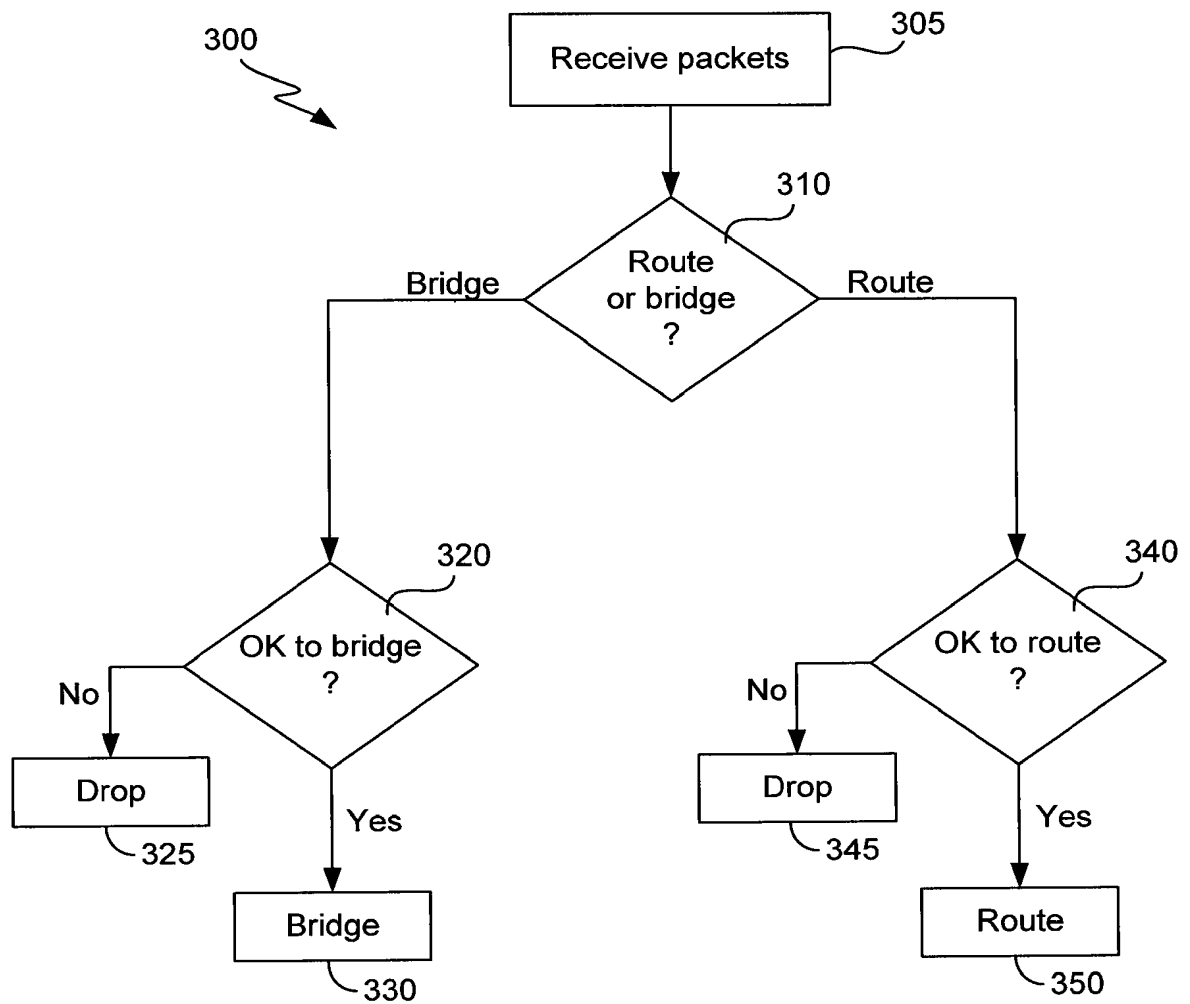 300
305
Receive packets
310
Route
or bridge
?
Bridge
Route
320
OK to bridge
?
340
OK to route
?
No
Drop
325
Yes
Bridge
330
No
Drop
345
Yes
Route
350